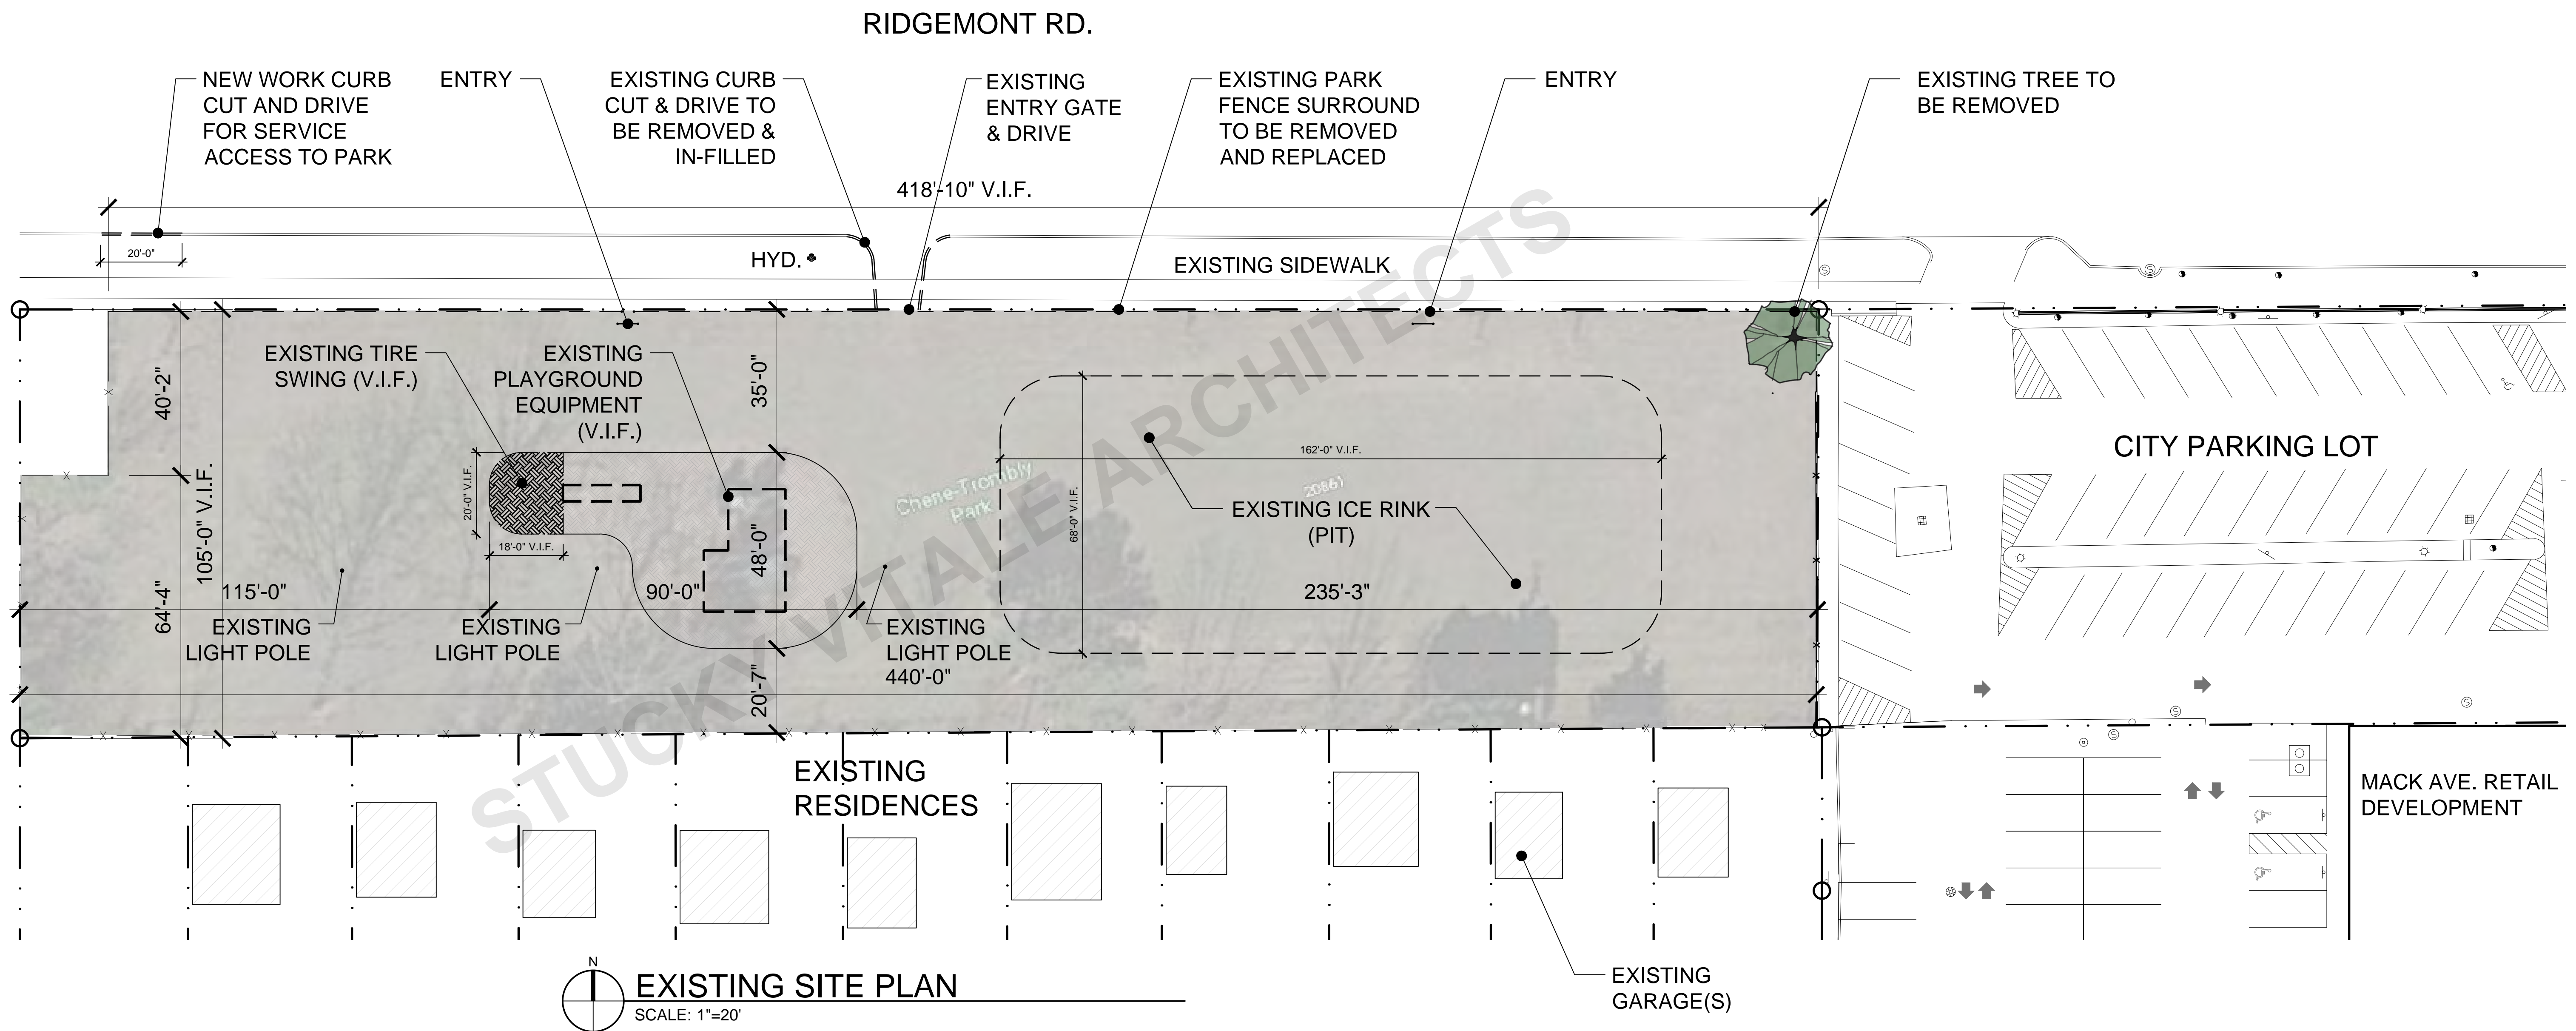 RIDGEMONT RD.
NEW WORK CURB
CUT AND DRIVE
FOR SERVICE
ACCESS TO PARK
ENTRY
EXISTING CURB
CUT & DRIVE TO
BE REMOVED &
IN-FILLED
EXISTING
ENTRY GATE
& DRIVE
EXISTING PARK
FENCE SURROUND
TO BE REMOVED
AND REPLACED
ENTRY
EXISTING TREE TO
BE REMOVED
418'-10" V.I.F.
20'-0"
HYD.
EXISTING SIDEWALK
EXISTING TIRE
SWING (V.I.F.)
EXISTING
PLAYGROUND
EQUIPMENT
(V.I.F.)
40'-2"
105'-0" V.I.F.
64'-4"
35'-0"
48'-0"
20'-7"
20'-0" V.I.F.
18'-0" V.I.F.
115'-0"
90'-0"
235'-3"
440'-0"
Chene-Trombly
Park
20861
162'-0" V.I.F.
68'-0" V.I.F.
EXISTING ICE RINK
(PIT)
EXISTING
LIGHT POLE
EXISTING
LIGHT POLE
EXISTING
LIGHT POLE
CITY PARKING LOT
STUCKY VITALE ARCHITECTS
EXISTING
RESIDENCES
MACK AVE. RETAIL
DEVELOPMENT
EXISTING
GARAGE(S)
N
EXISTING SITE PLAN
SCALE: 1"=20'